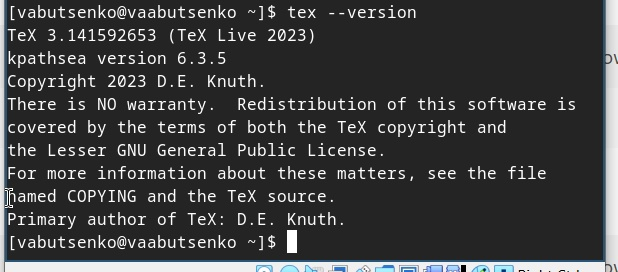 [vabutsenko@vaabutsenko ~]$ tex --version
TeX 3.141592653 (TeX Live 2023)
kpathsea version 6.3.5
Copyright 2023 D.E. Knuth.
There is NO warranty.  Redistribution of this software is
covered by the terms of both the TeX copyright and
the Lesser GNU General Public License.
For more information about these matters, see the file
named COPYING and the TeX source.
Primary author of TeX: D.E. Knuth.
[vabutsenko@vaabutsenko ~]$